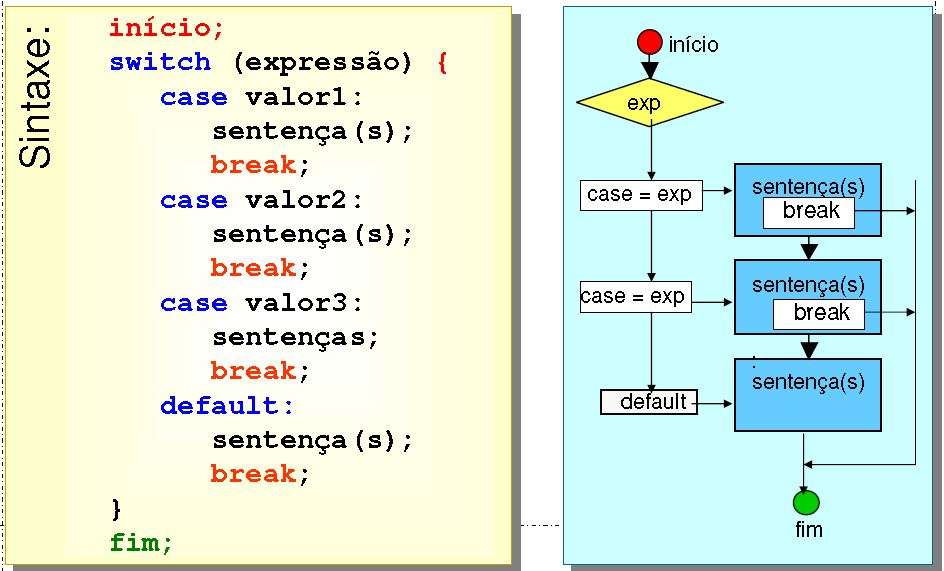 Sintaxe:
início;
switch (expressão) {
case valor1:
sentença(s);
break;
case valor2:
sentença(s);
break;
case valor3:
sentenças;
break;
default:
sentença(s);
break;
}
fim;
início
exp
case = exp
sentença(s)
break
case = exp
sentença(s)
break
:
sentença(s)
default
fim